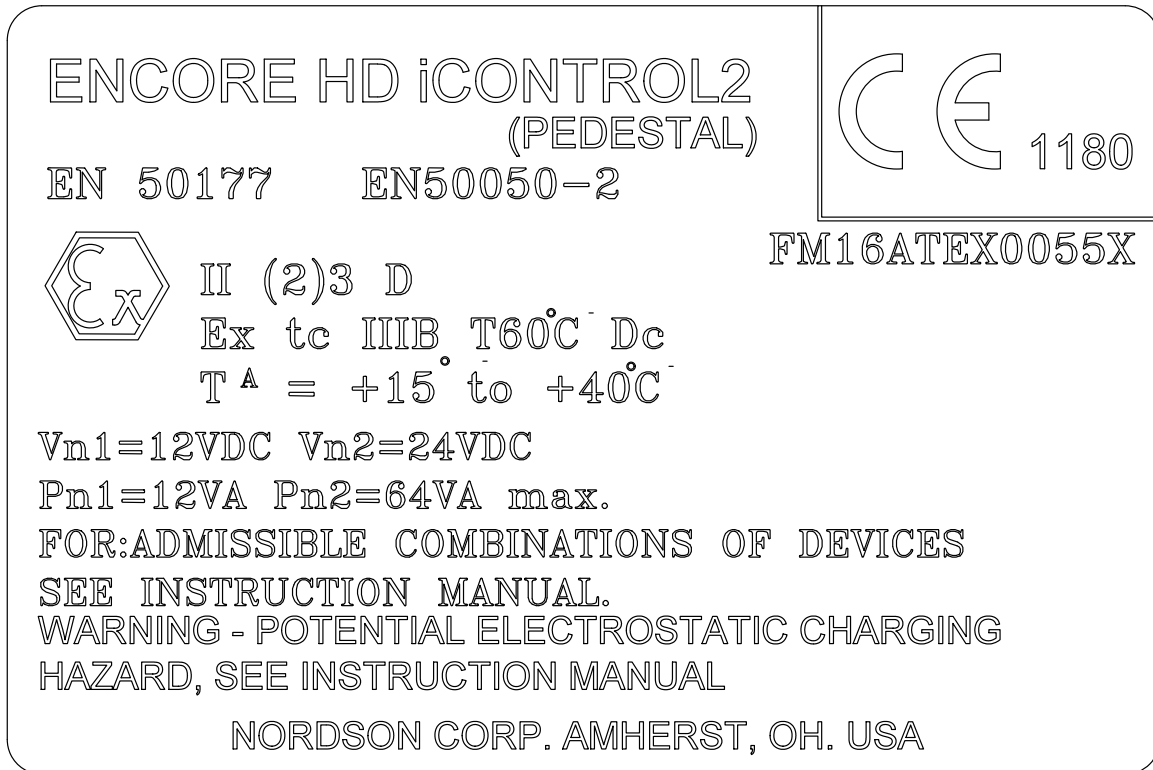 ENCORE HD iCONTROL2
(PEDESTAL)
CE 1180
EN 50177 EN50050-2
FM16ATEX0055X
Ex II (2)3 D
Ex tc IIIB T60°C Dc
T A = +15° to +40°C
Vn1=12VDC Vn2=24VDC
Pn1=12VA Pn2=64VA max.
FOR:ADMISSIBLE COMBINATIONS OF DEVICES
SEE INSTRUCTION MANUAL.
WARNING - POTENTIAL ELECTROSTATIC CHARGING
HAZARD, SEE INSTRUCTION MANUAL
NORDSON CORP. AMHERST, OH. USA